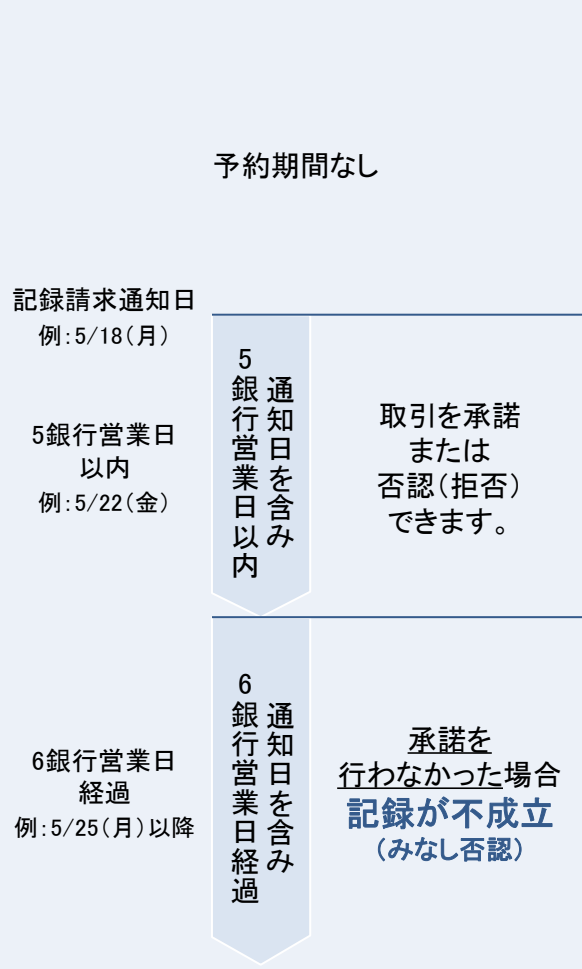 予約期間なし
記録請求通知日
例:5/18(月)
5銀行営業日
以内
例:5/22(金)
通知日を含み
5銀行営業日以内
取引を承諾
または
否認(拒否)
できます。
6銀行営業日
経過
例:5/25(月)以降
通知日を含み
6銀行営業日経過
承諾を
行わなかった場合
記録が不成立
(みなし否認)